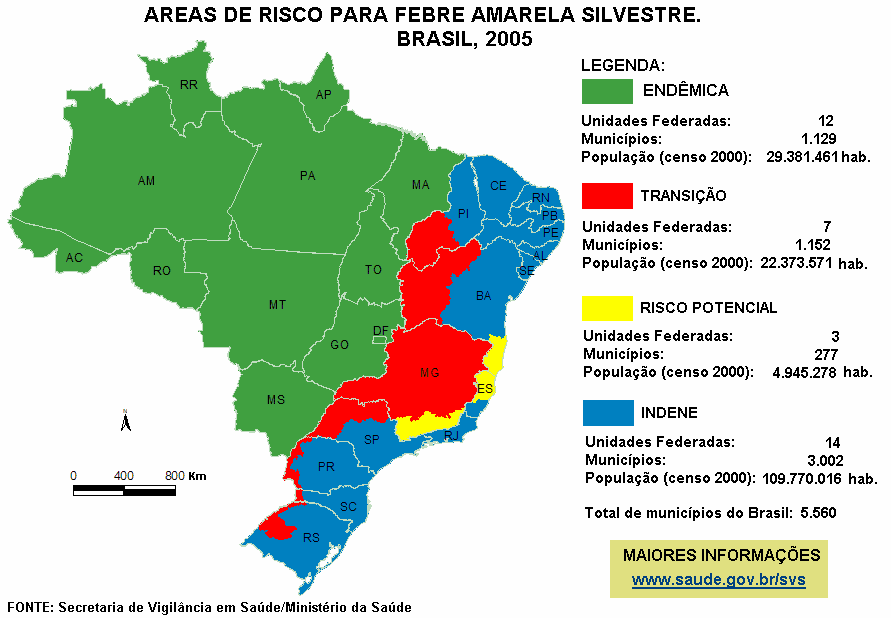 AREAS DE RISCO PARA FEBRE AMARELA SILVESTRE.
BRASIL, 2005
LEGENDA:
ENDÊMICA
Unidades Federadas: 12
Municípios: 1.129
População (censo 2000): 29.381.461 hab.
TRANSIÇÃO
Unidades Federadas: 7
Municípios: 1.152
População (censo 2000): 22.373.571 hab.
RISCO POTENCIAL
Unidades Federadas: 3
Municípios: 277
População (censo 2000): 4.945.278 hab.
INDENE
Unidades Federadas: 14
Municípios: 3.002
População (censo 2000): 109.770.016 hab.
Total de municípios do Brasil: 5.560
MAIORES INFORMAÇÕES
www.saude.gov.br/svs
RR
AP
AM
PA
MA
CE
RN
PI
PB
PE
AL
SE
AC
RO
TO
BA
MT
DF
GO
MG
ES
MS
SP
RJ
PR
SC
RS
N
0 400 800 Km
FONTE: Secretaria de Vigilância em Saúde/Ministério da Saúde